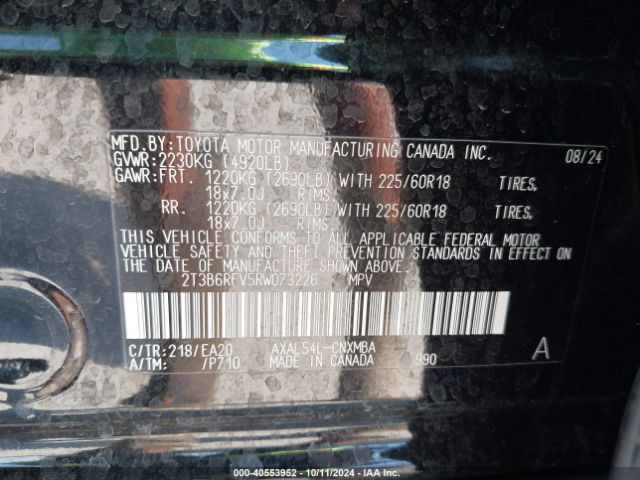 MFD.BY:TOYOTA MOTOR MANUFACTURING CANADA INC. 08/24
GVWR:2230KG (4920LB)
GAWR:FRT. 1220KG (2690LB) WITH 225/60R18 TIRES,
18x7.0J RIMS,
RR. 1220KG (2690LB) WITH 225/60R18 TIRES,
18x7.0J RIMS,
THIS VEHICLE CONFORMS TO ALL APPLICABLE FEDERAL MOTOR
VEHICLE SAFETY AND THEFT PREVENTION STANDARDS IN EFFECT ON
THE DATE OF MANUFACTURE SHOWN ABOVE.
2T3B6RFV5RW073226 MPV
C/TR:218/EA20 AXAL54L-CNXMBA
A/TM: /P710 MADE IN CANADA 990 A
000-40553952 - 10/11/2024 - IAA Inc.